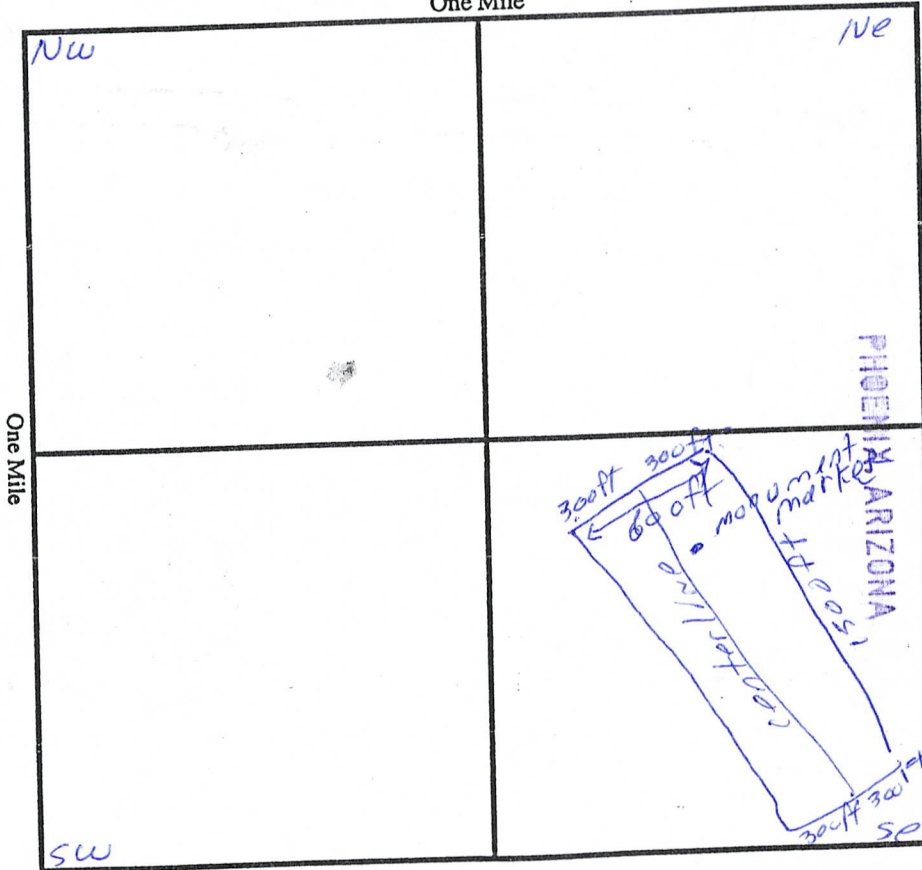 One Mile
Nw
Ne
One Mile
PHOENIX ARIZONA
300ft 300ft
600ft
monument
marker
1500ft
centerline
300ft 300ft
Sw
Se